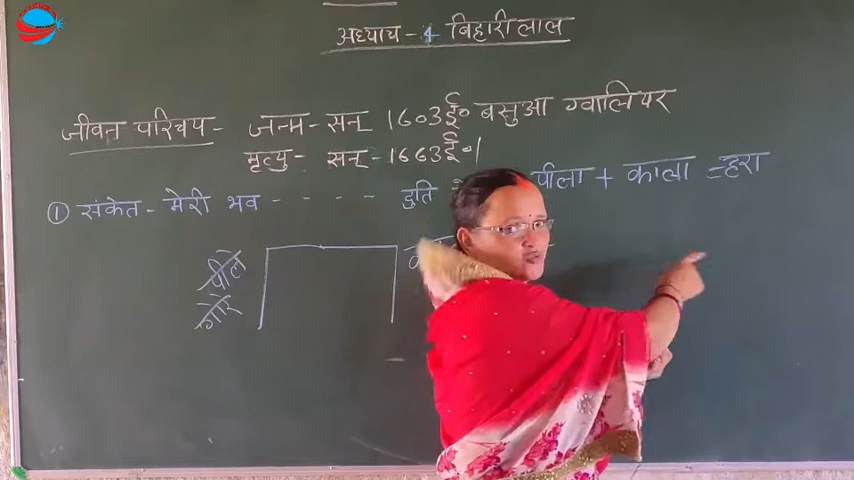 अध्याय - 4 बिहारी लाल
जीवन परिचय - जन्म - सन् 1603ई० बसुआ ग्वालियर
मृत्यु - सन् - 1663ई०।
① संकेत - मेरी भव - - - - - दुति पीला + काला = हरा
पीले
गोरे